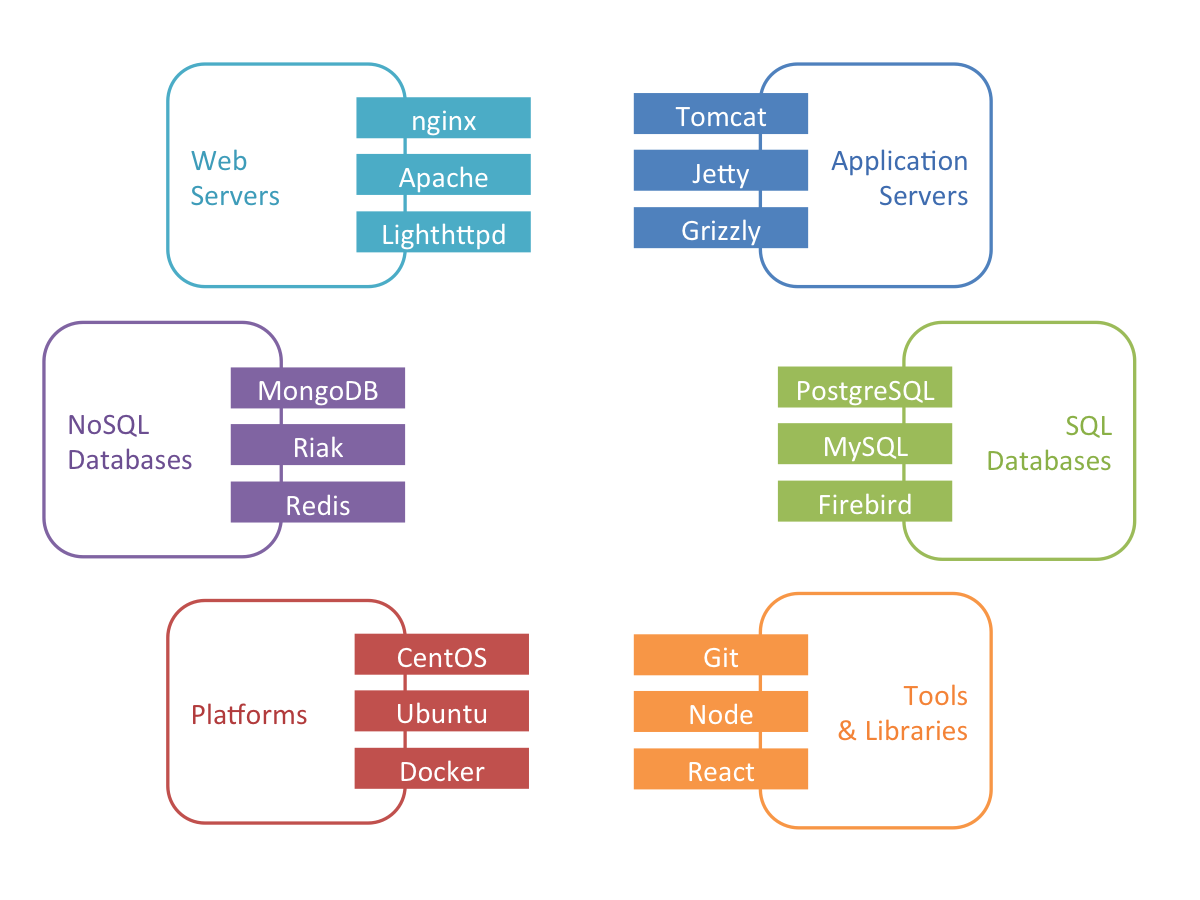 Web
Servers
nginx
Apache
Lighthttpd
Tomcat
Jetty
Grizzly
Application
Servers
NoSQL
Databases
MongoDB
Riak
Redis
PostgreSQL
MySQL
Firebird
SQL
Databases
Platforms
CentOS
Ubuntu
Docker
Git
Node
React
Tools
& Libraries